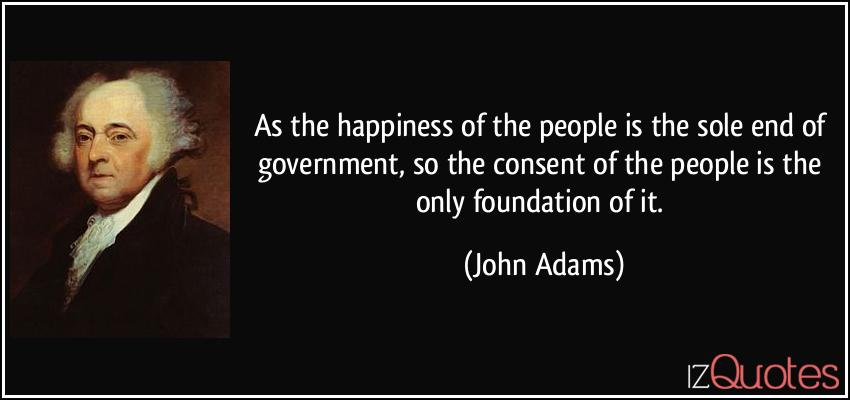 As the happiness of the people is the sole end of
government, so the consent of the people is the
only foundation of it.
(John Adams)
IZQuotes